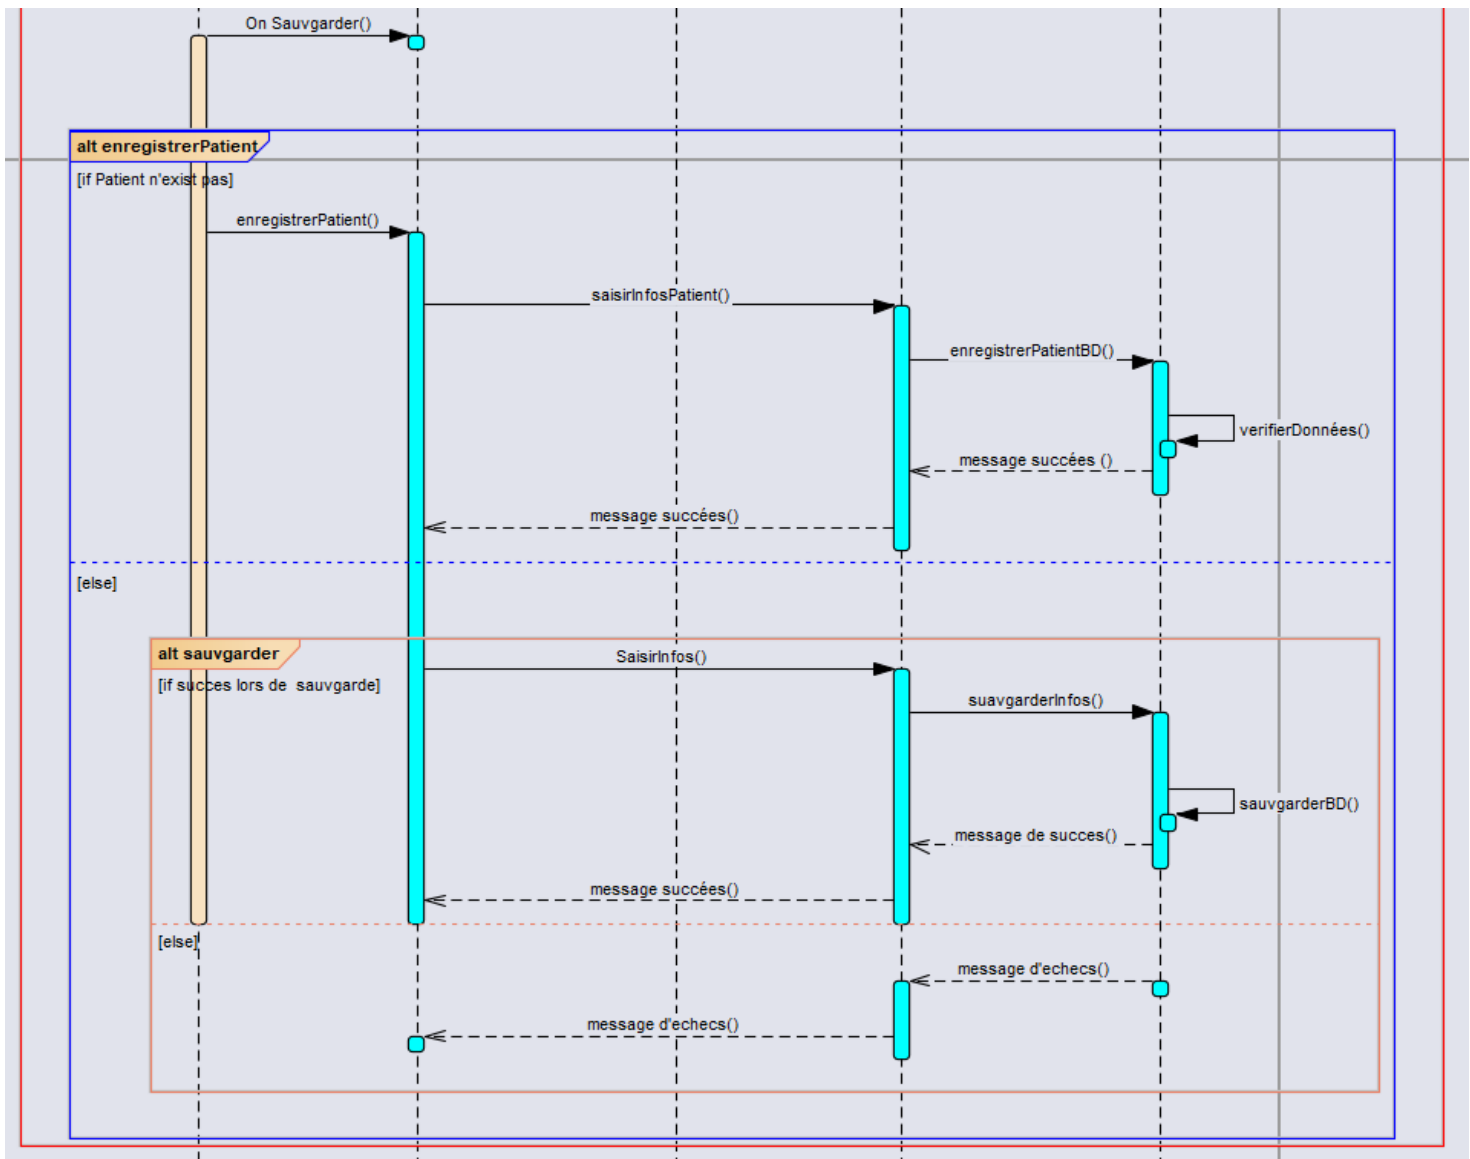 On Sauvgarder()
alt enregistrerPatient
[if Patient n'exist pas]
enregistrerPatient()
saisirInfosPatient()
enregistrerPatientBD()
verifierDonnées()
message succées ()
message succées()
[else]
alt sauvgarder
SaisirInfos()
[if succes lors de  sauvgarde]
suavgarderInfos()
sauvgarderBD()
message de succes()
message succées()
[else]
message d'echecs()
message d'echecs()